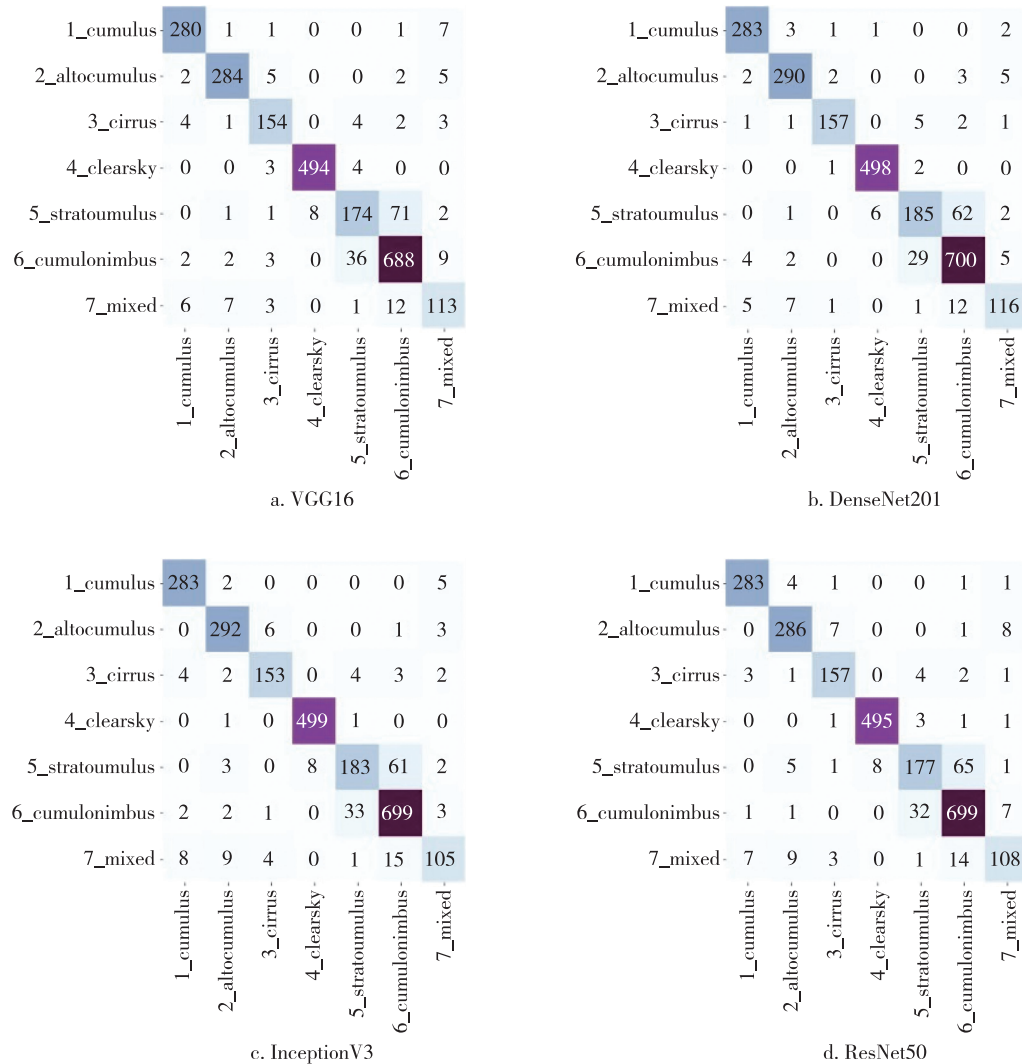 1_cumulus 280 1 1 0 0 1 7
2_altocumulus 2 284 5 0 0 2 5
3_cirrus 4 1 154 0 4 2 3
4_clearsky 0 0 3 494 4 0 0
5_stratoumulus 0 1 1 8 174 71 2
6_cumulonimbus 2 2 3 0 36 688 9
7_mixed 6 7 3 0 1 12 113
1_cumulus
2_altocumulus
3_cirrus
4_clearsky
5_stratoumulus
6_cumulonimbus
7_mixed
a. VGG16
1_cumulus 283 3 1 1 0 0 2
2_altocumulus 2 290 2 0 0 3 5
3_cirrus 1 1 157 0 5 2 1
4_clearsky 0 0 1 498 2 0 0
5_stratoumulus 0 1 0 6 185 62 2
6_cumulonimbus 4 2 0 0 29 700 5
7_mixed 5 7 1 0 1 12 116
1_cumulus
2_altocumulus
3_cirrus
4_clearsky
5_stratoumulus
6_cumulonimbus
7_mixed
b. DenseNet201
1_cumulus 283 2 0 0 0 0 5
2_altocumulus 0 292 6 0 0 1 3
3_cirrus 4 2 153 0 4 3 2
4_clearsky 0 1 0 499 1 0 0
5_stratoumulus 0 3 0 8 183 61 2
6_cumulonimbus 2 2 1 0 33 699 3
7_mixed 8 9 4 0 1 15 105
1_cumulus
2_altocumulus
3_cirrus
4_clearsky
5_stratoumulus
6_cumulonimbus
7_mixed
c. InceptionV3
1_cumulus 283 4 1 0 0 1 1
2_altocumulus 0 286 7 0 0 1 8
3_cirrus 3 1 157 0 4 2 1
4_clearsky 0 0 1 495 3 1 1
5_stratoumulus 0 5 1 8 177 65 1
6_cumulonimbus 1 1 0 0 32 699 7
7_mixed 7 9 3 0 1 14 108
1_cumulus
2_altocumulus
3_cirrus
4_clearsky
5_stratoumulus
6_cumulonimbus
7_mixed
d. ResNet50